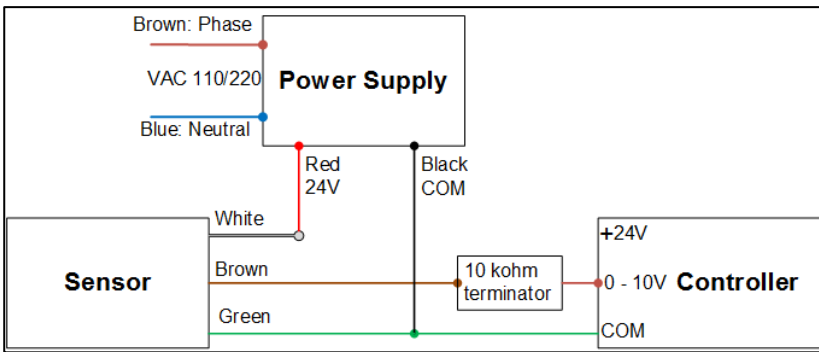 Brown: Phase
VAC 110/220
Power Supply
Blue: Neutral
Red
24V
Black
COM
White
+24V
Sensor
Brown
10 kohm
terminator
0 - 10V
Controller
Green
COM